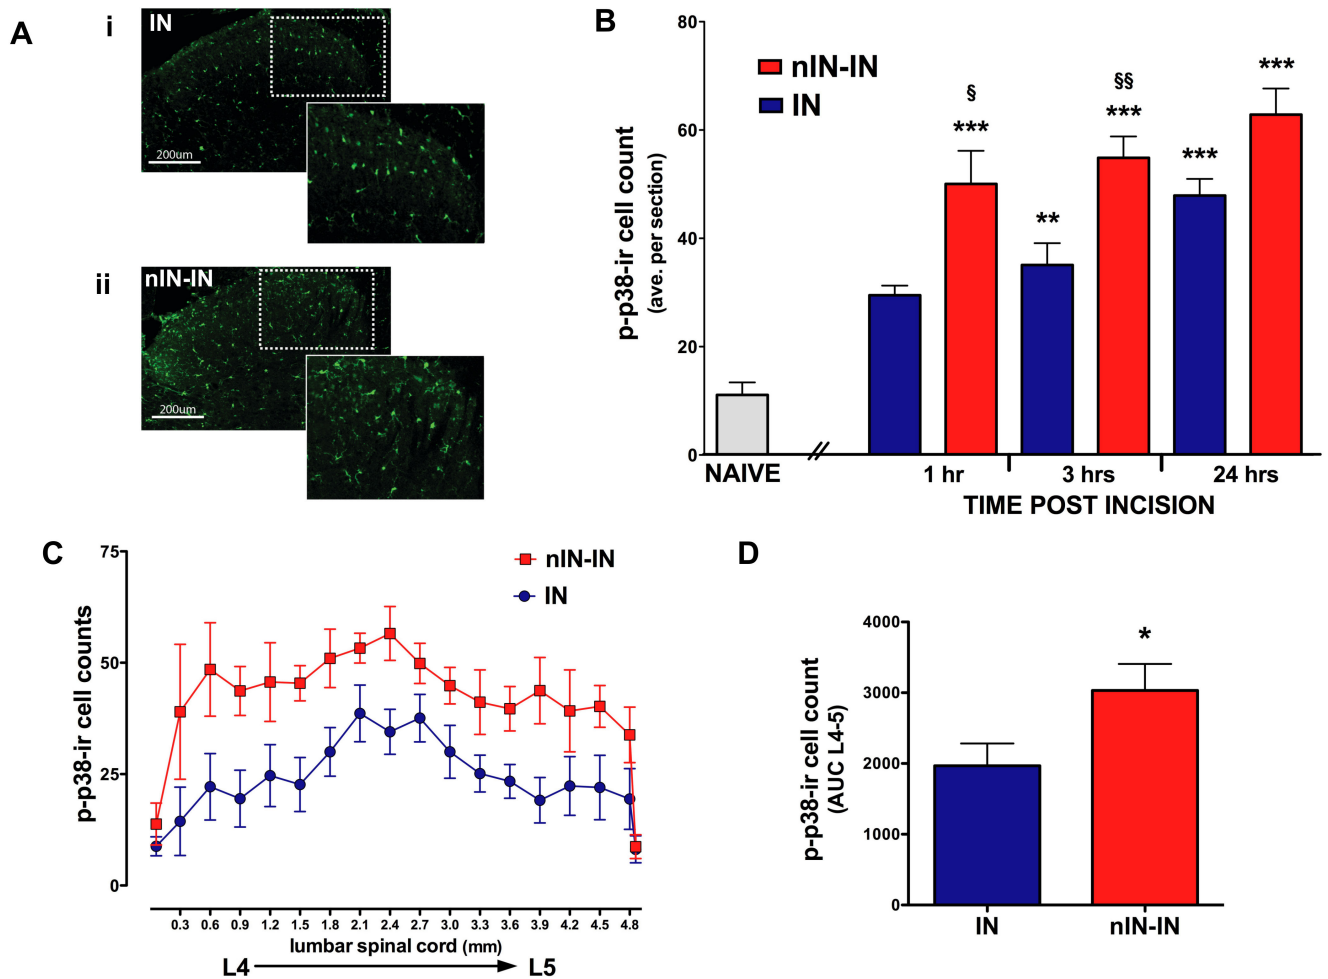 A
i
IN
200um
ii
nIN-IN
200um
B
80
60
40
20
0
p-p38-ir cell count
(ave. per section)
nIN-IN
IN
§
***
**
§§
***
***
***
NAIVE
1 hr
3 hrs
24 hrs
TIME POST INCISION
C
75
50
25
0
p-p38-ir cell counts
nIN-IN
IN
0.3 0.6 0.9 1.2 1.5 1.8 2.1 2.4 2.7 3.0 3.3 3.6 3.9 4.2 4.5 4.8
lumbar spinal cord (mm)
L4 L5
D
4000
3000
2000
1000
0
p-p38-ir cell count
(AUC L4-5)
*
IN nIN-IN